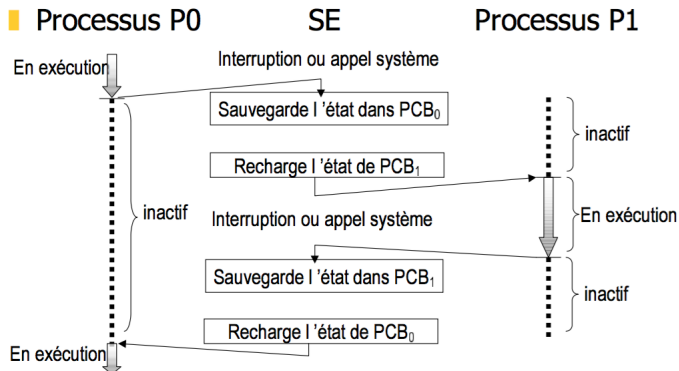 Processus P0 SE Processus P1
Interruption ou appel système
En exécution
Sauvegarde l ’état dans PCB₀
inactif
Recharge l ’état de PCB₁
inactif
En exécution
Interruption ou appel système
Sauvegarde l ’état dans PCB₁
inactif
Recharge l ’état de PCB₀
En exécution